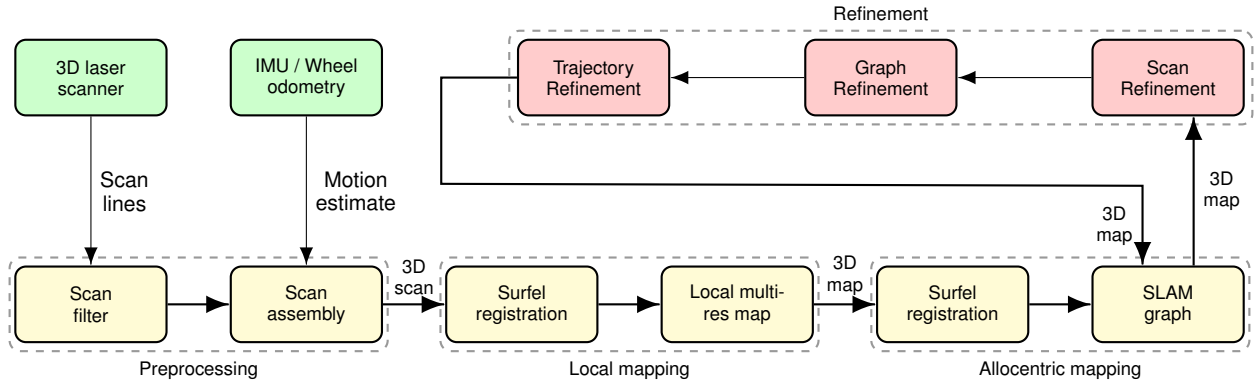 Refinement
3D laser
scanner
IMU / Wheel
odometry
Trajectory
Refinement
Graph
Refinement
Scan
Refinement
Scan
lines
Motion
estimate
3D
map
3D
map
3D
scan
3D
map
Scan
filter
Scan
assembly
Surfel
registration
Local multi-
res map
Surfel
registration
SLAM
graph
Preprocessing
Local mapping
Allocentric mapping